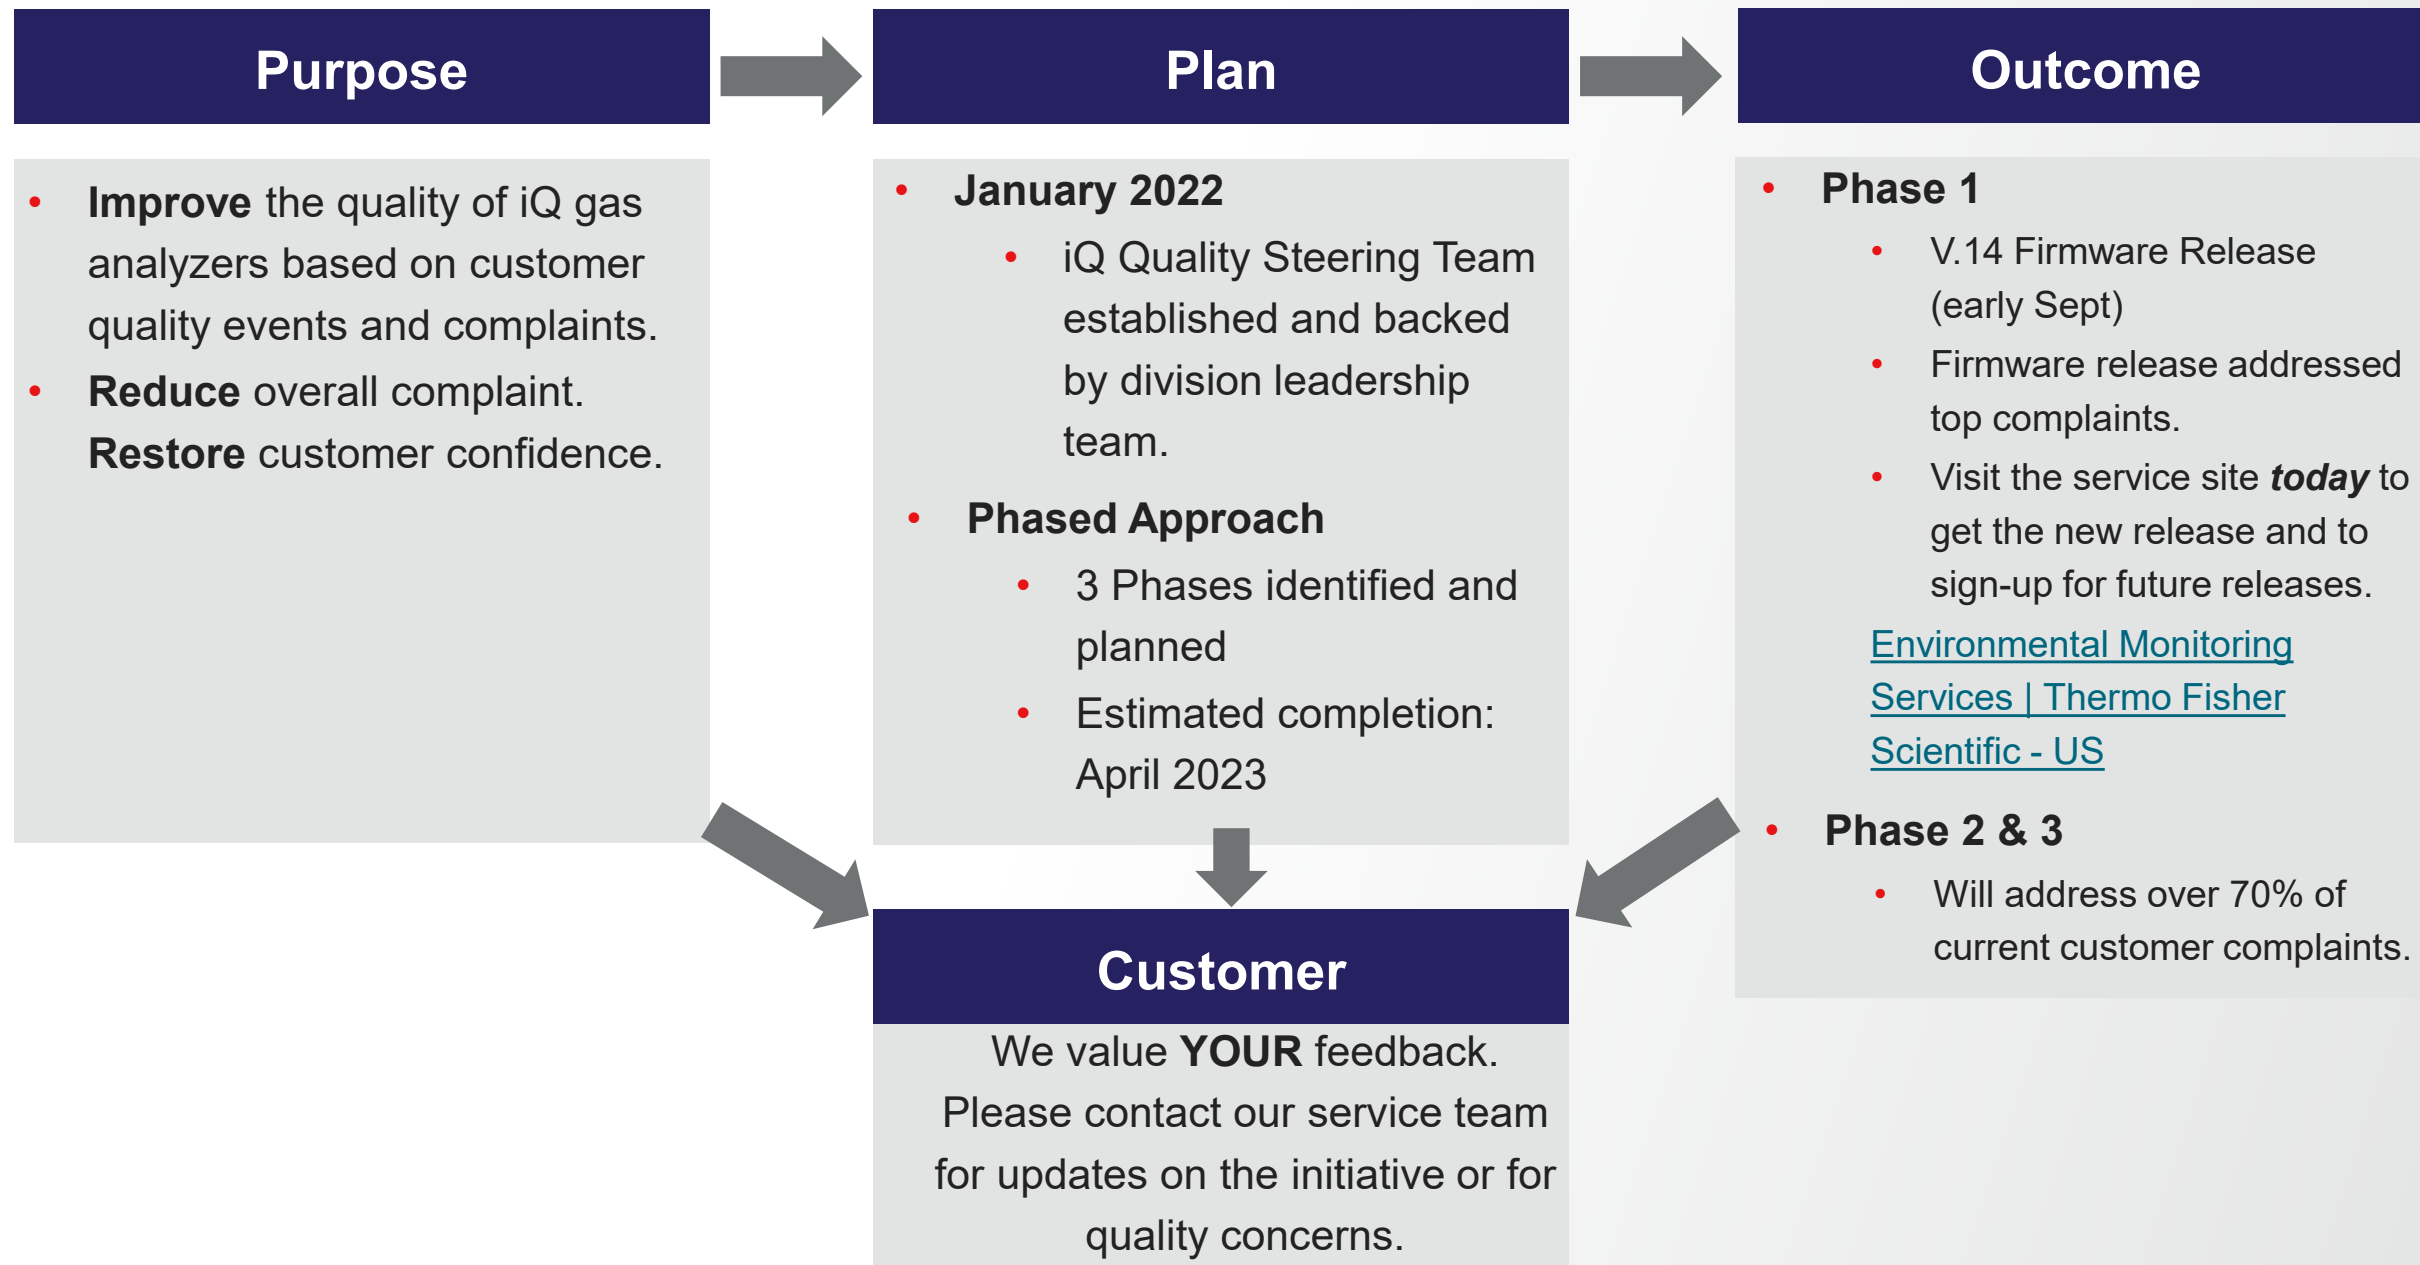 Purpose
• Improve the quality of iQ gas
analyzers based on customer
quality events and complaints.
• Reduce overall complaint.
Restore customer confidence.
Plan
• January 2022
• iQ Quality Steering Team
established and backed
by division leadership
team.
• Phased Approach
• 3 Phases identified and
planned
• Estimated completion:
April 2023
Outcome
• Phase 1
• V.14 Firmware Release
(early Sept)
• Firmware release addressed
top complaints.
• Visit the service site today to
get the new release and to
sign-up for future releases.
Environmental Monitoring
Services | Thermo Fisher
Scientific - US
• Phase 2 & 3
• Will address over 70% of
current customer complaints.
Customer
We value YOUR feedback.
Please contact our service team
for updates on the initiative or for
quality concerns.